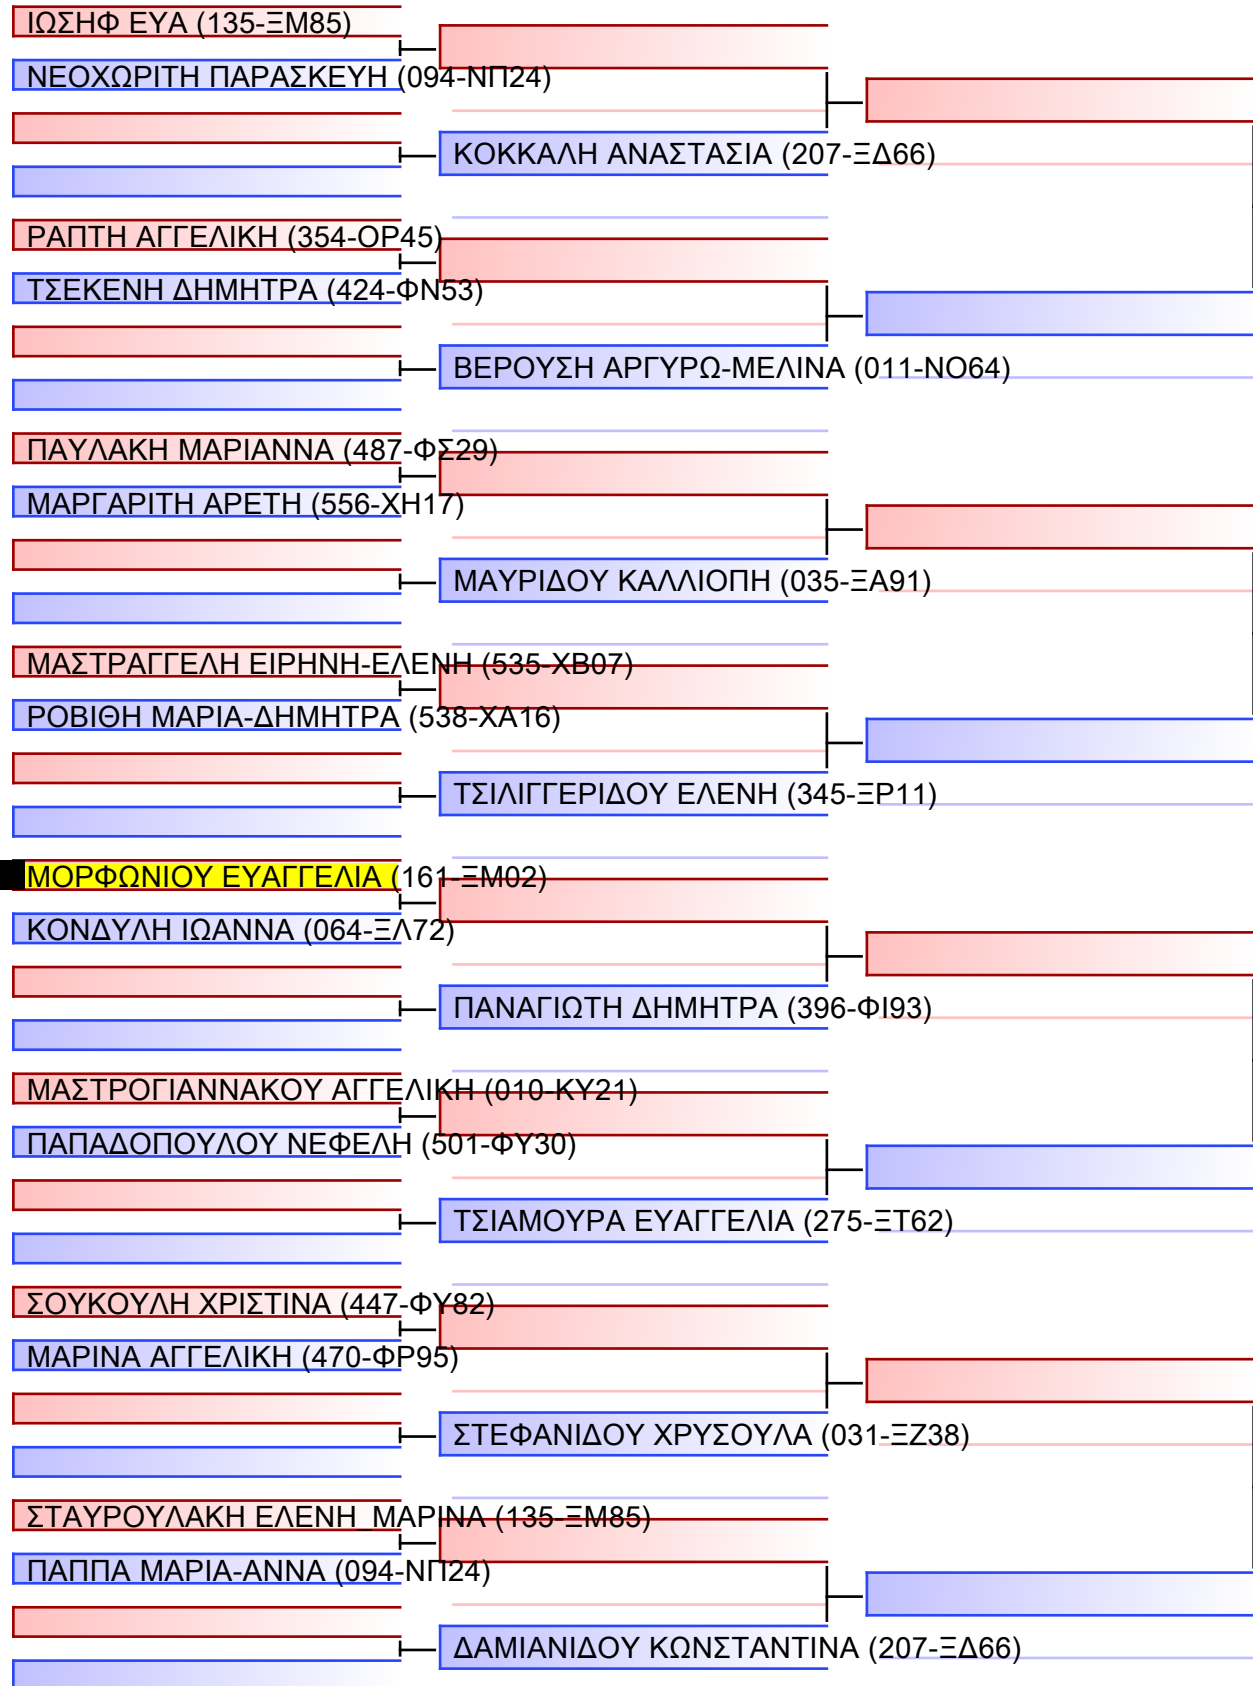 ΙΩΣΗΦ ΕΥΑ (135-ΞΜ85)
ΝΕΟΧΩΡΙΤΗ ΠΑΡΑΣΚΕΥΗ (094-ΝΠ24)
ΚΟΚΚΑΛΗ ΑΝΑΣΤΑΣΙΑ (207-ΞΔ66)
ΡΑΠΤΗ ΑΓΓΕΛΙΚΗ (354-ΟΡ45)
ΤΣΕΚΕΝΗ ΔΗΜΗΤΡΑ (424-ΦΝ53)
ΒΕΡΟΥΣΗ ΑΡΓΥΡΩ-ΜΕΛΙΝΑ (011-ΝΟ64)
ΠΑΥΛΑΚΗ ΜΑΡΙΑΝΝΑ (487-ΦΣ29)
ΜΑΡΓΑΡΙΤΗ ΑΡΕΤΗ (556-ΧΗ17)
ΜΑΥΡΙΔΟΥ ΚΑΛΛΙΟΠΗ (035-ΞΑ91)
ΜΑΣΤΡΑΓΓΕΛΗ ΕΙΡΗΝΗ-ΕΛΕΝΗ (535-ΧΒ07)
ΡΟΒΙΘΗ ΜΑΡΙΑ-ΔΗΜΗΤΡΑ (538-ΧΑ16)
ΤΣΙΛΙΓΓΕΡΙΔΟΥ ΕΛΕΝΗ (345-ΞΡ11)
ΜΟΡΦΩΝΙΟΥ ΕΥΑΓΓΕΛΙΑ (161-ΞΜ02)
ΚΟΝΔΥΛΗ ΙΩΑΝΝΑ (064-ΞΛ72)
ΠΑΝΑΓΙΩΤΗ ΔΗΜΗΤΡΑ (396-ΦΙ93)
ΜΑΣΤΡΟΓΙΑΝΝΑΚΟΥ ΑΓΓΕΛΙΚΗ (010-ΚΥ21)
ΠΑΠΑΔΟΠΟΥΛΟΥ ΝΕΦΕΛΗ (501-ΦΥ30)
ΤΣΙΑΜΟΥΡΑ ΕΥΑΓΓΕΛΙΑ (275-ΞΤ62)
ΣΟΥΚΟΥΛΗ ΧΡΙΣΤΙΝΑ (447-ΦΥ82)
ΜΑΡΙΝΑ ΑΓΓΕΛΙΚΗ (470-ΦΡ95)
ΣΤΕΦΑΝΙΔΟΥ ΧΡΥΣΟΥΛΑ (031-ΞΖ38)
ΣΤΑΥΡΟΥΛΑΚΗ ΕΛΕΝΗ_ΜΑΡΙΝΑ (135-ΞΜ85)
ΠΑΠΠΑ ΜΑΡΙΑ-ΑΝΝΑ (094-ΝΠ24)
ΔΑΜΙΑΝΙΔΟΥ ΚΩΝΣΤΑΝΤΙΝΑ (207-ΞΔ66)